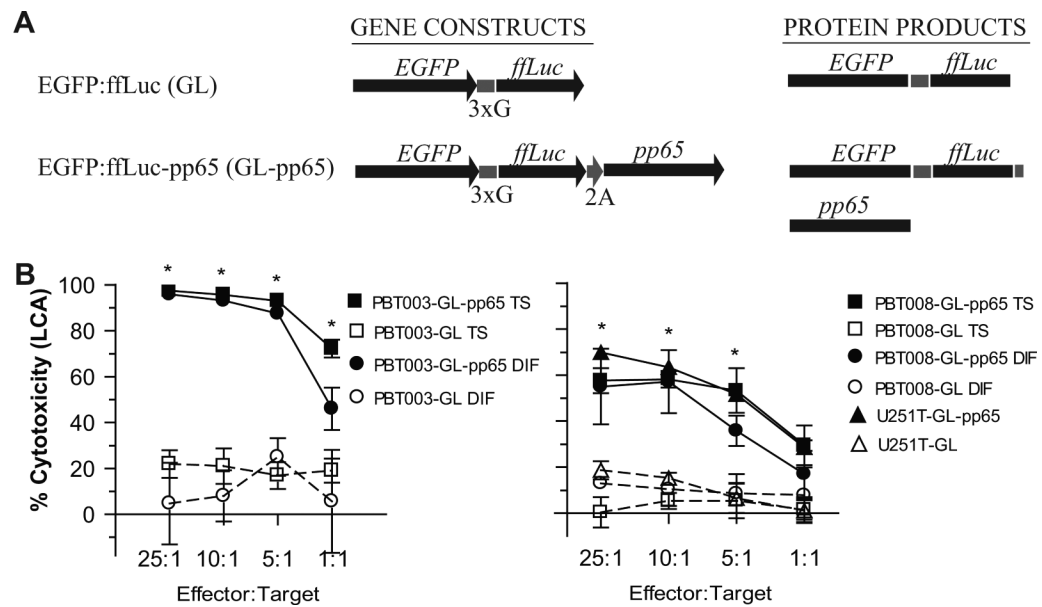 A
GENE CONSTRUCTS
PROTEIN PRODUCTS
EGFP:ffLuc (GL)
EGFP ffLuc
3xG
EGFP ffLuc
EGFP:ffLuc-pp65 (GL-pp65)
EGFP ffLuc pp65
3xG 2A
EGFP ffLuc
pp65
B
% Cytotoxicity (LCA)
100
80
60
40
20
0
* * * *
25:1 10:1 5:1 1:1
Effector:Target
PBT003-GL-pp65 TS
PBT003-GL TS
PBT003-GL-pp65 DIF
PBT003-GL DIF
* * *
25:1 10:1 5:1 1:1
Effector:Target
PBT008-GL-pp65 TS
PBT008-GL TS
PBT008-GL-pp65 DIF
PBT008-GL DIF
U251T-GL-pp65
U251T-GL